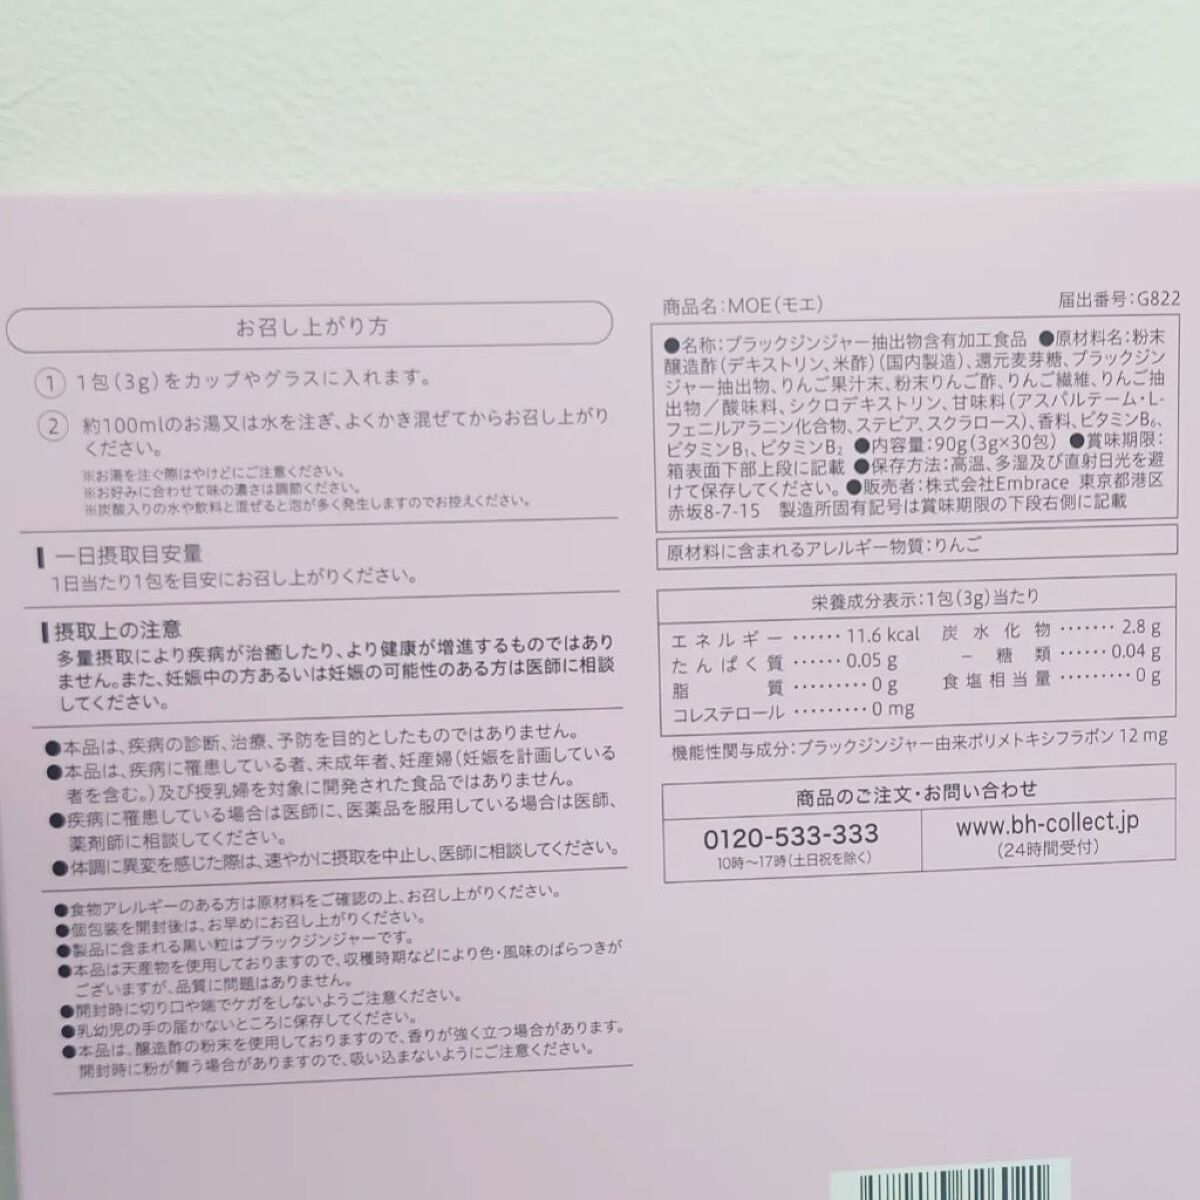 お召し上がり方
① 1包(3g)をカップやグラスに入れます。
② 約100mlのお湯又は水を注ぎ、よくかき混ぜてからお召し上がり
ください。
※お湯を注ぐ際はやけどにご注意ください。
※お好みに合わせて味の濃さは調節ください。
※炭酸入りの水や飲料と混ぜると泡が多く発生しますのでお控えください。
一日摂取目安量
1日当たり1包を目安にお召し上がりください。
摂取上の注意
多量摂取により疾病が治癒したり、より健康が増進するものではあり
ません。また、妊娠中の方あるいは妊娠の可能性のある方は医師に相談
してください。
●本品は、疾病の診断、治療、予防を目的としたものではありません。
●本品は、疾病に罹患している者、未成年者、妊産婦(妊娠を計画している
者を含む。)及び授乳婦を対象に開発された食品ではありません。
●疾病に罹患している場合は医師に、医薬品を服用している場合は医師、
薬剤師に相談してください。
●体調に異変を感じた際は、速やかに摂取を中止し、医師に相談してください。
●食物アレルギーのある方は原材料をご確認の上、お召し上がりください。
●個包装を開封後は、お早めにお召し上がりください。
●製品に含まれる黒い粒はブラックジンジャーです。
●本品は天産物を使用しておりますので、収穫時期などにより色・風味のばらつきが
ございますが、品質に問題はありません。
●開封時に切り口や端でケガをしないようご注意ください。
●乳幼児の手の届かないところに保存してください。
●本品は、醸造酢の粉末を使用しておりますので、香りが強く立つ場合があります。
開封時に粉が舞う場合がありますので、吸い込まないようにご注意ください。
商品名:MOE(モエ) 届出番号:G822
●名称:ブラックジンジャー抽出物含有加工食品 ●原材料名:粉末
醸造酢(デキストリン、米酢)(国内製造)、還元麦芽糖、ブラックジン
ジャー抽出物、りんご果汁末、粉末りんご酢、りんご繊維、りんご抽
出物/酸味料、シクロデキストリン、甘味料(アスパルテーム・L-
フェニルアラニン化合物、ステビア、スクラロース)、香料、ビタミンB₆、
ビタミンB₁、ビタミンB₂ ●内容量:90g(3g×30包) ●賞味期限:
箱表面下部上段に記載 ●保存方法:高温、多湿及び直射日光を避
けて保存してください。●販売者:株式会社Embrace 東京都港区
赤坂8-7-15 製造所固有記号は賞味期限の下段右側に記載
原材料に含まれるアレルギー物質:りんご
栄養成分表示:1包(3g)当たり
エネルギー ……11.6 kcal 炭水化物 ……2.8 g
たんぱく質 ……0.05 g − 糖類 ……0.04 g
脂質 ………0 g 食塩相当量 ………0 g
コレステロール ………0 mg
機能性関与成分:ブラックジンジャー由来ポリメトキシフラボン 12 mg
商品のご注文・お問い合わせ
0120-533-333 www.bh-collect.jp
10時～17時(土日祝を除く) (24時間受付)